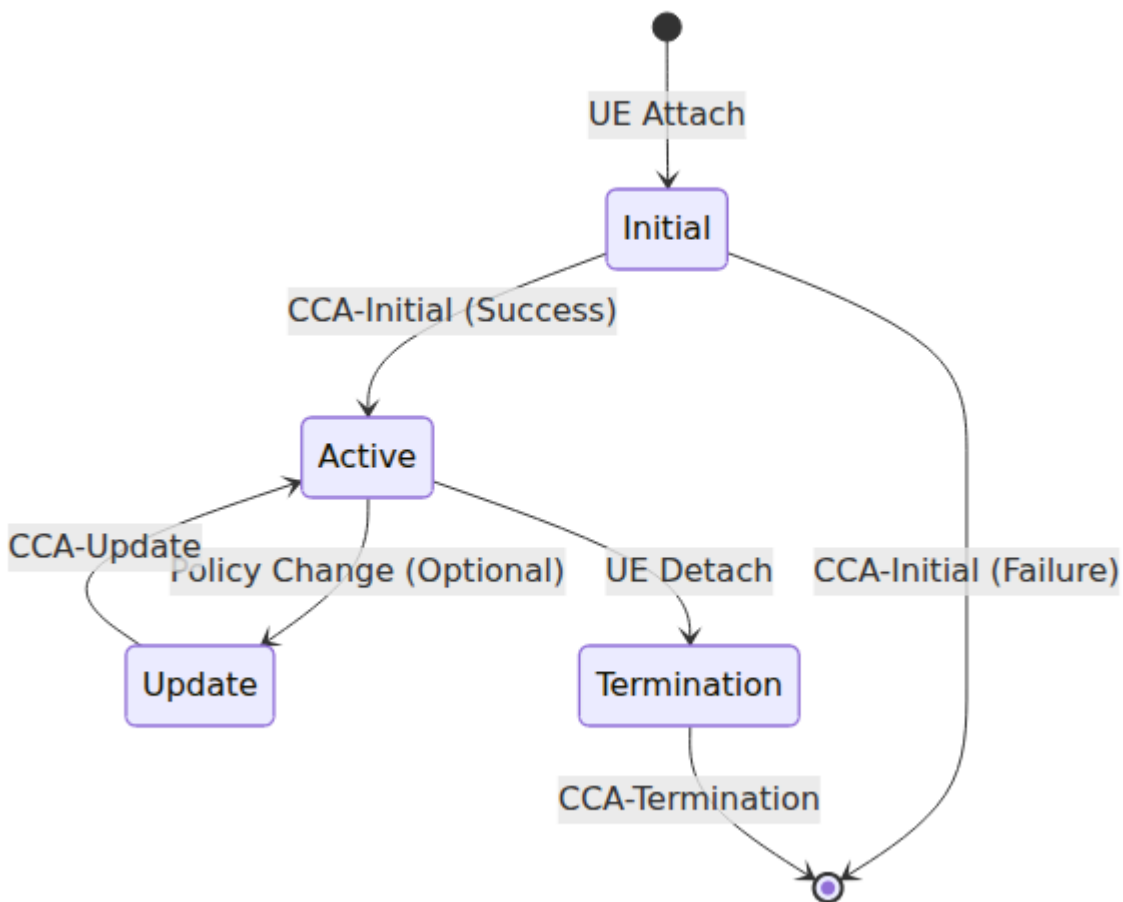 UE Attach
Initial
CCA-Initial (Success)
Active
CCA-Update
Policy Change (Optional)
UE Detach
CCA-Initial (Failure)
Update
Termination
CCA-Termination